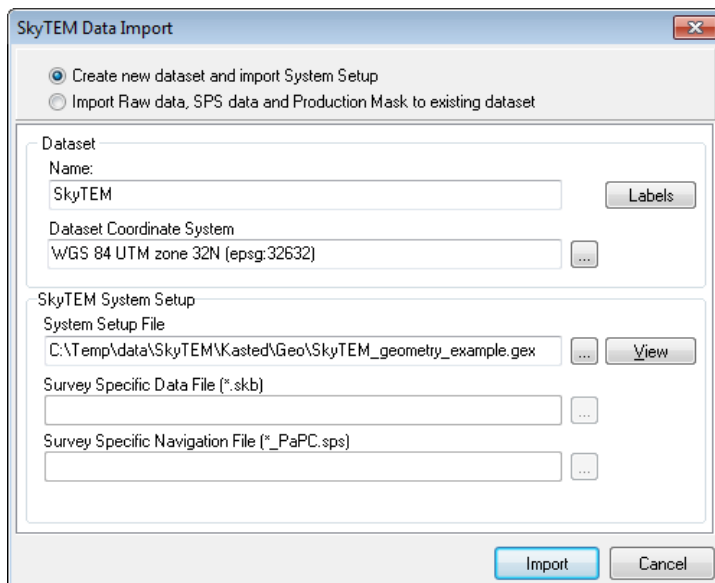 SkyTEM Data Import
Create new dataset and import System Setup
Import Raw data, SPS data and Production Mask to existing dataset
Dataset
Name:
SkyTEM
Labels
Dataset Coordinate System
WGS 84 UTM zone 32N (epsg:32632)
...
SkyTEM System Setup
System Setup File
C:\Temp\data\SkyTEM\Kasted\Geo\SkyTEM_geometry_example.gex
...
View
Survey Specific Data File (*.skb)
...
Survey Specific Navigation File (*_PaPC.sps)
...
Import
Cancel